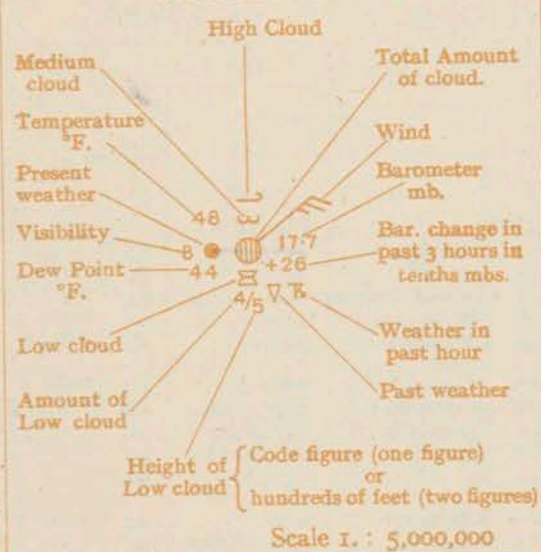 High Cloud
Medium
cloud
Total Amount
of cloud.
Temperature
°F.
Wind
Present
weather
Barometer
mb.
48
Visibility
8
17.7
Bar. change in
past 3 hours in
tenths mbs.
Dew Point
°F.
44
+26
4/5
Low cloud
Weather in
past hour
Amount of
Low cloud
Past weather
Height of
Low cloud
Code figure (one figure)
or
hundreds of feet (two figures)
Scale 1. : 5,000,000